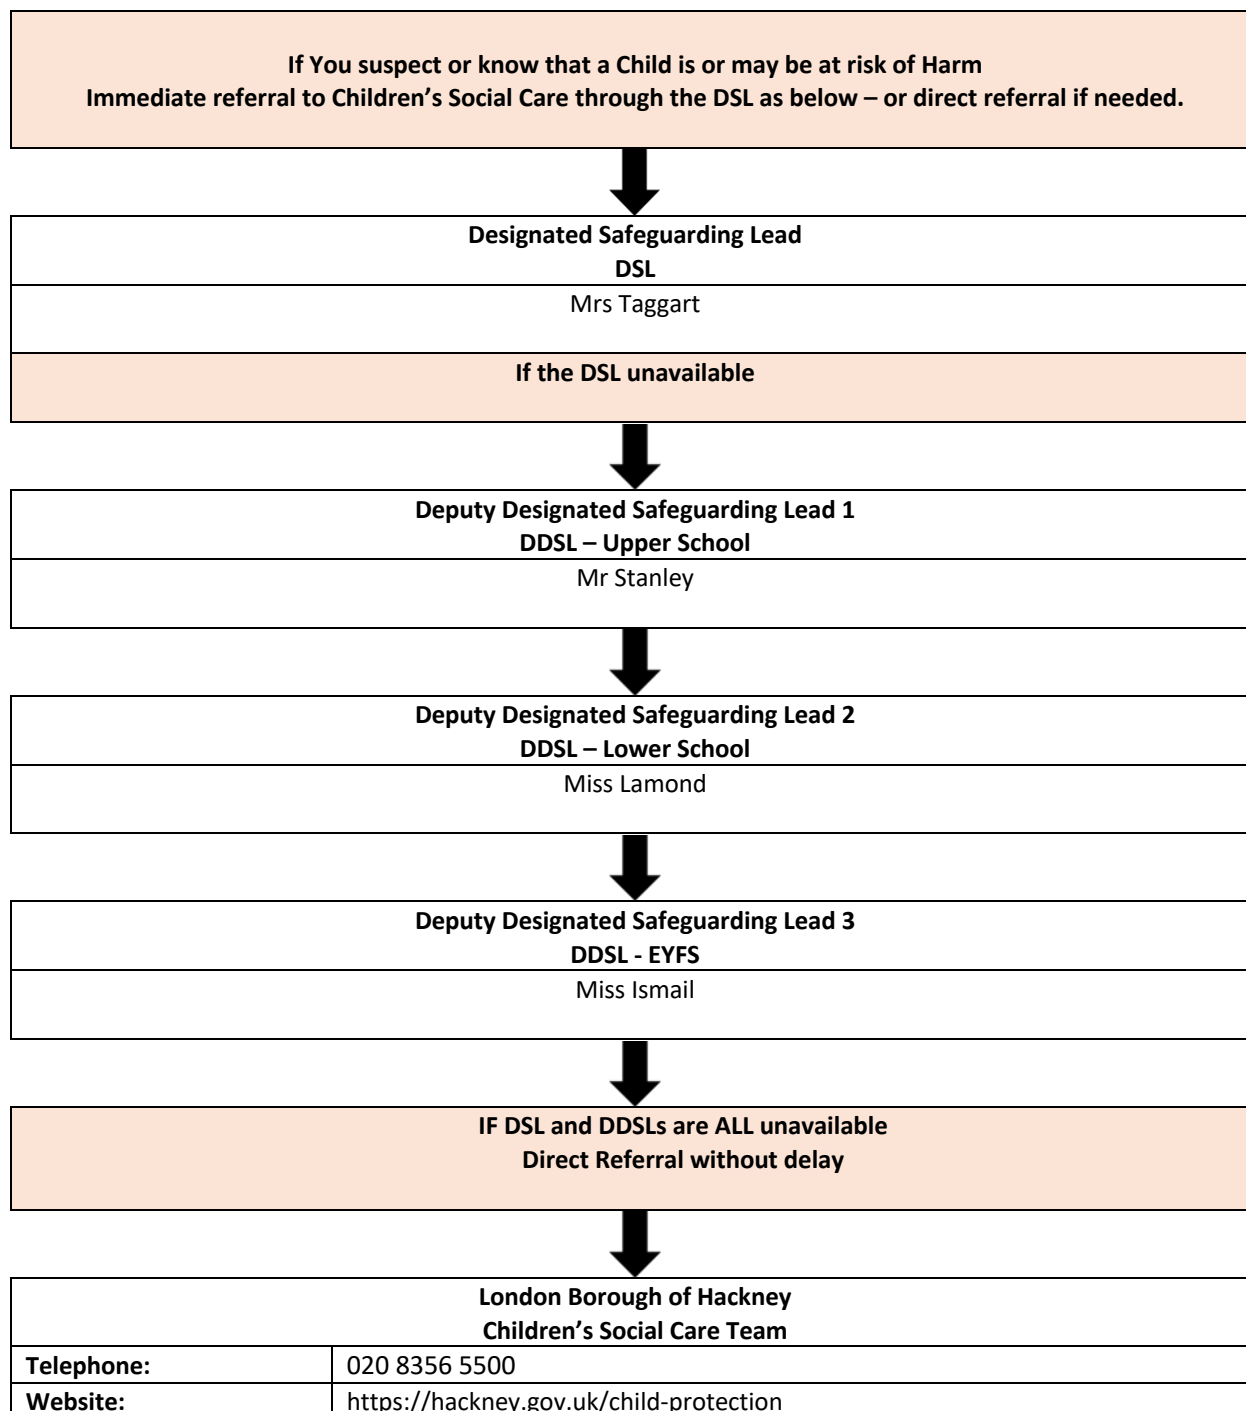 If You suspect or know that a Child is or may be at risk of Harm
Immediate referral to Children’s Social Care through the DSL as below – or direct referral if needed.
Designated Safeguarding Lead
DSL
Mrs Taggart
If the DSL unavailable
Deputy Designated Safeguarding Lead 1
DDSL – Upper School
Mr Stanley
Deputy Designated Safeguarding Lead 2
DDSL – Lower School
Miss Lamond
Deputy Designated Safeguarding Lead 3
DDSL - EYFS
Miss Ismail
IF DSL and DDSLs are ALL unavailable
Direct Referral without delay
London Borough of Hackney
Children’s Social Care Team
Telephone: 020 8356 5500
Website: https://hackney.gov.uk/child-protection